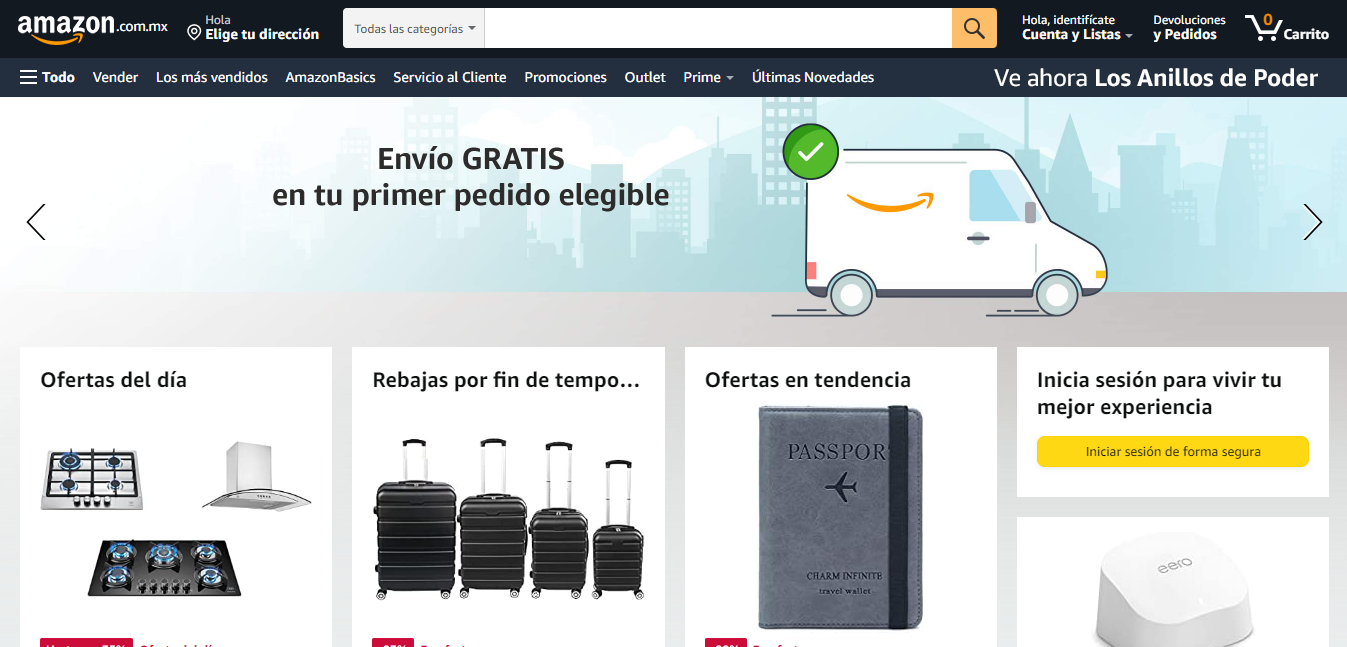 amazon.com.mx
Hola
Elige tu dirección
Todas las categorías
Hola, identifícate
Cuenta y Listas
Devoluciones
y Pedidos
0
Carrito
Todo
Vender
Los más vendidos
AmazonBasics
Servicio al Cliente
Promociones
Outlet
Prime
Últimas Novedades
Ve ahora Los Anillos de Poder
Envío GRATIS
en tu primer pedido elegible
Ofertas del día
Rebajas por fin de tempo...
Ofertas en tendencia
PASSPOR
CHARM INFINITE
travel wallet
Inicia sesión para vivir tu
mejor experiencia
Iniciar sesión de forma segura
eero